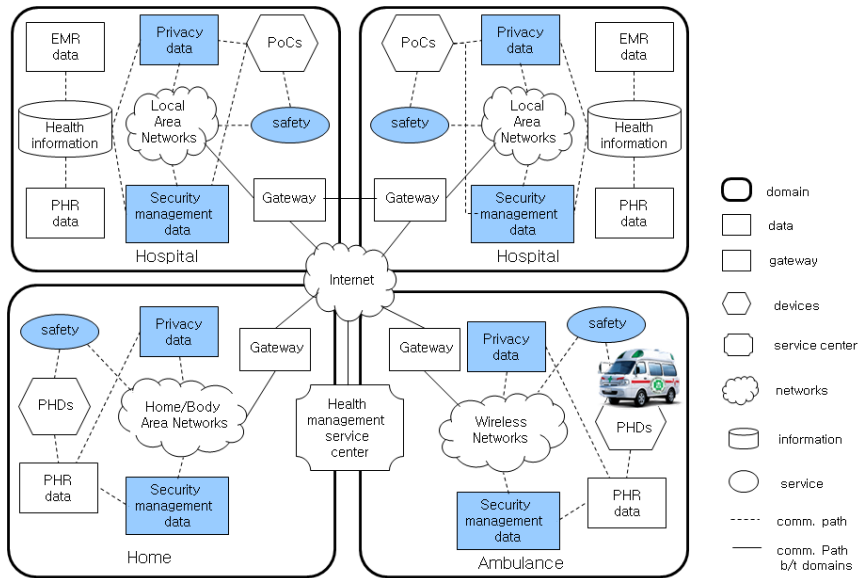 EMR
data
Privacy
data
PoCs
Health
information
Local
Area
Networks
safety
PHR
data
Security
management
data
Gateway
Hospital
PoCs
Privacy
data
EMR
data
safety
Local
Area
Networks
Health
information
Gateway
Security
management
data
PHR
data
Hospital
Internet
safety
Privacy
data
Gateway
PHDs
Home/Body
Area Networks
PHR
data
Security
management
data
Home
Health
management
service
center
Gateway
Privacy
data
safety
Wireless
Networks
PHDs
Security
management
data
PHR
data
Ambulance
domain
data
gateway
devices
service center
networks
information
service
comm. path
comm. Path
b/t domains